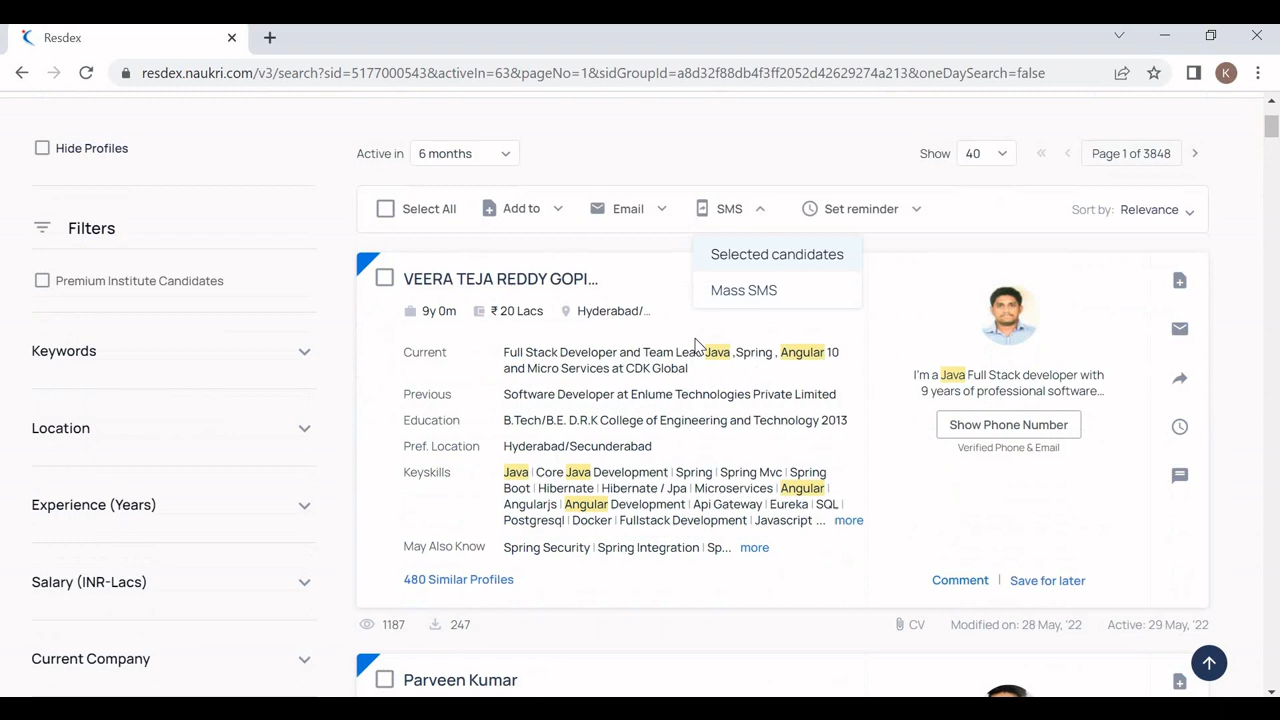 Resdex
resdex.naukri.com/v3/search?sid=5177000543&activeIn=63&pageNo=1&sidGroupId=a8d32f88db4f3ff2052d42629274a213&oneDaySearch=false
K
Hide Profiles
Active in 6 months
Show 40 Page 1 of 3848
Filters
Select All Add to Email SMS Set reminder Sort by: Relevance
Selected candidates
Mass SMS
Premium Institute Candidates
Keywords
Location
Experience (Years)
Salary (INR-Lacs)
Current Company
VEERA TEJA REDDY GOPI...
9y 0m ₹ 20 Lacs Hyderabad/...
Current Full Stack Developer and Team Lead Java ,Spring , Angular 10
and Micro Services at CDK Global
Previous Software Developer at Enlume Technologies Private Limited
Education B.Tech/B.E. D.R.K College of Engineering and Technology 2013
Pref. Location Hyderabad/Secunderabad
Keyskills Java | Core Java Development | Spring | Spring Mvc | Spring
Boot | Hibernate | Hibernate / Jpa | Microservices | Angular |
Angularjs | Angular Development | Api Gateway | Eureka | SQL |
Postgresql | Docker | Fullstack Development | Javascript ... more
May Also Know Spring Security | Spring Integration | Sp... more
480 Similar Profiles
I'm a Java Full Stack developer with
9 years of professional software...
Show Phone Number
Verified Phone & Email
Comment | Save for later
1187 247 CV Modified on: 28 May, '22 Active: 29 May, '22
Parveen Kumar